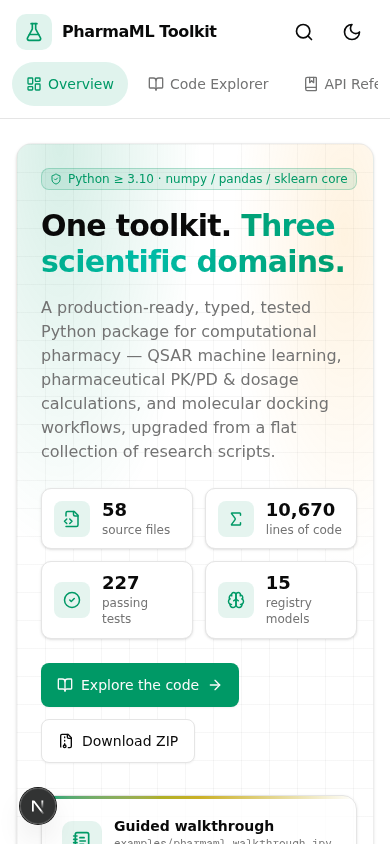 PharmaML Toolkit
Overview
Code Explorer
API Refe
Python ≥ 3.10 · numpy / pandas / sklearn core
One toolkit. Three
scientific domains.
A production-ready, typed, tested
Python package for computational
pharmacy — QSAR machine learning,
pharmaceutical PK/PD & dosage
calculations, and molecular docking
workflows, upgraded from a flat
collection of research scripts.
58
source files
10,670
lines of code
227
passing
tests
15
registry
models
Explore the code
Download ZIP
N
Guided walkthrough
examples/pharmaml_walkthrough.ipy